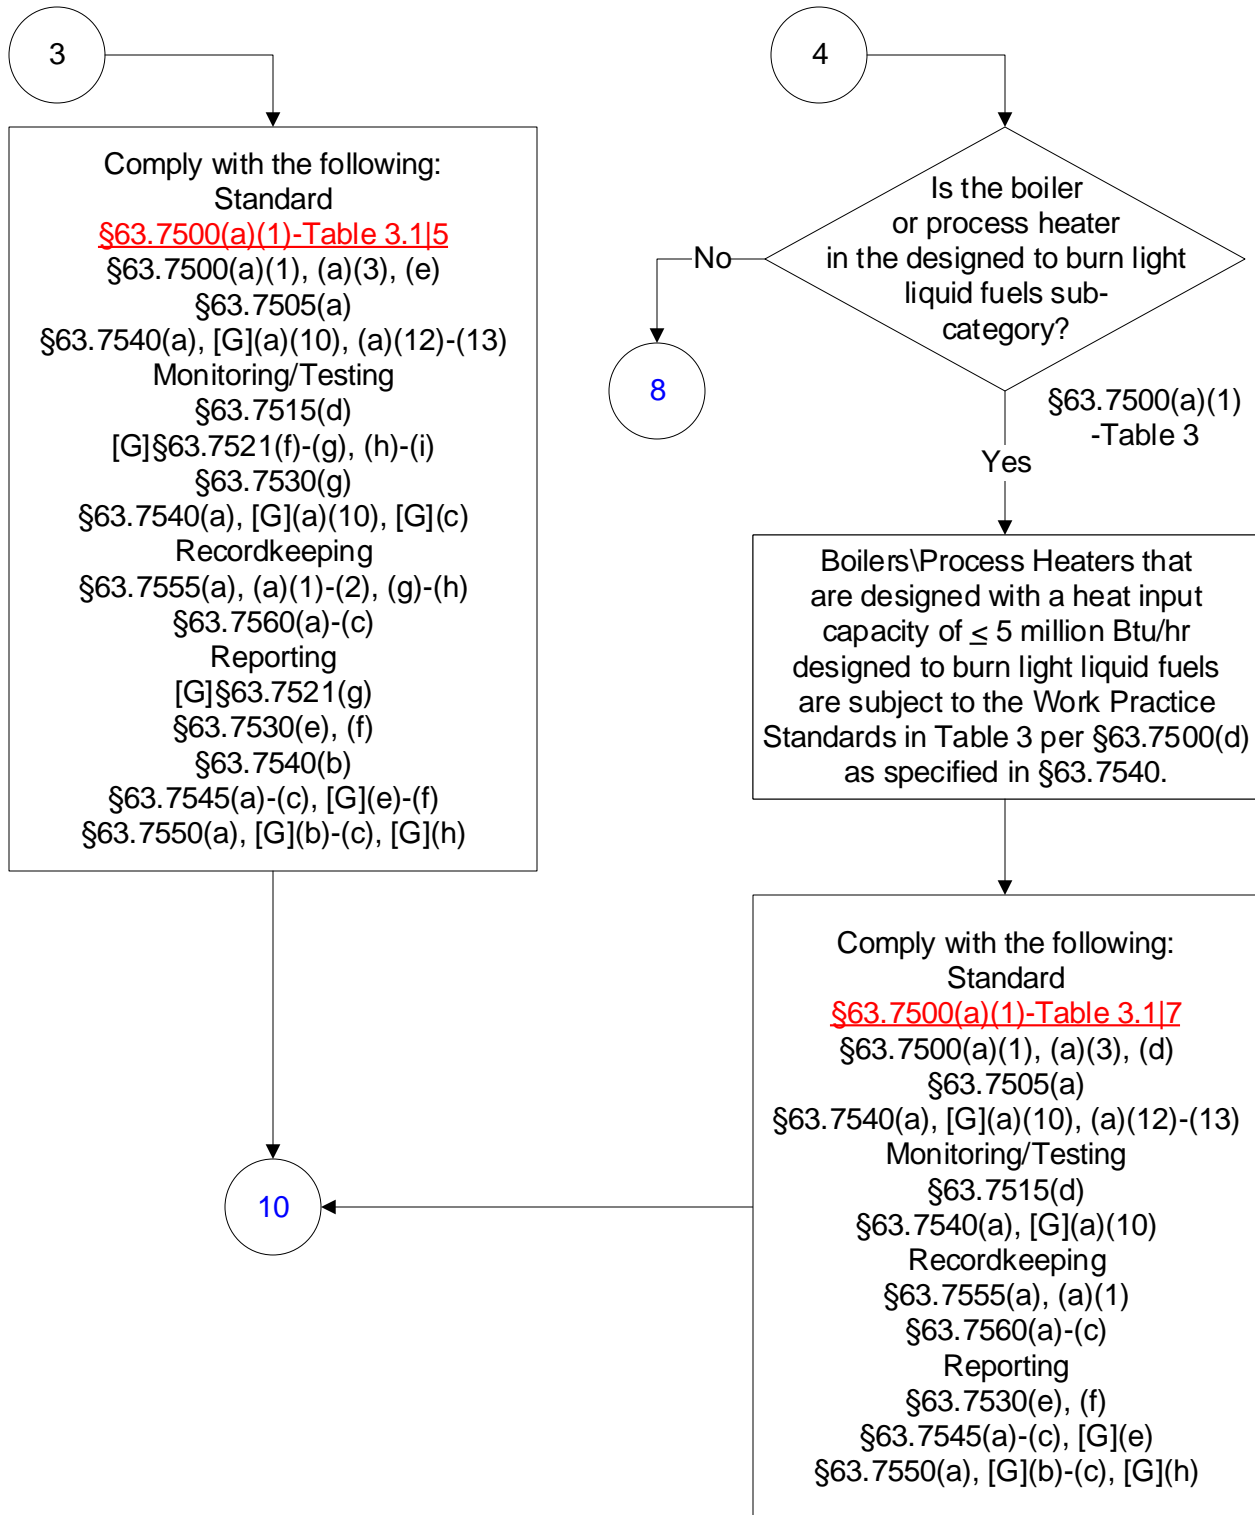 3
Comply with the following:
Standard
§63.7500(a)(1)-Table 3.1|5
§63.7500(a)(1), (a)(3), (e)
§63.7505(a)
§63.7540(a), [G](a)(10), (a)(12)-(13)
Monitoring/Testing
§63.7515(d)
[G]§63.7521(f)-(g), (h)-(i)
§63.7530(g)
§63.7540(a), [G](a)(10), [G](c)
Recordkeeping
§63.7555(a), (a)(1)-(2), (g)-(h)
§63.7560(a)-(c)
Reporting
[G]§63.7521(g)
§63.7530(e), (f)
§63.7540(b)
§63.7545(a)-(c), [G](e)-(f)
§63.7550(a), [G](b)-(c), [G](h)
10
4
Is the boiler
or process heater
in the designed to burn light
liquid fuels sub-
category?
No
8
§63.7500(a)(1)
-Table 3
Yes
Boilers\Process Heaters that
are designed with a heat input
capacity of ≤ 5 million Btu/hr
designed to burn light liquid fuels
are subject to the Work Practice
Standards in Table 3 per §63.7500(d)
as specified in §63.7540.
Comply with the following:
Standard
§63.7500(a)(1)-Table 3.1|7
§63.7500(a)(1), (a)(3), (d)
§63.7505(a)
§63.7540(a), [G](a)(10), (a)(12)-(13)
Monitoring/Testing
§63.7515(d)
§63.7540(a), [G](a)(10)
Recordkeeping
§63.7555(a), (a)(1)
§63.7560(a)-(c)
Reporting
§63.7530(e), (f)
§63.7545(a)-(c), [G](e)
§63.7550(a), [G](b)-(c), [G](h)